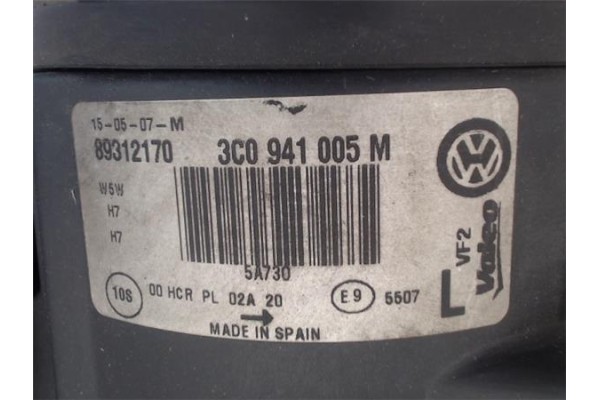 15-05-07-M
89312170 3C0 941 005 M
W5W
H7
H7
5A730
10S 00 HCR PL 02A 20 E9 5507
MADE IN SPAIN
L VF2 Valeo